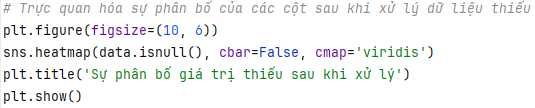 # Trực quan hóa sự phân bố của các cột sau khi xử lý dữ liệu thiếu
plt.figure(figsize=(10, 6))
sns.heatmap(data.isnull(), cbar=False, cmap='viridis')
plt.title('Sự phân bố giá trị thiếu sau khi xử lý')
plt.show()